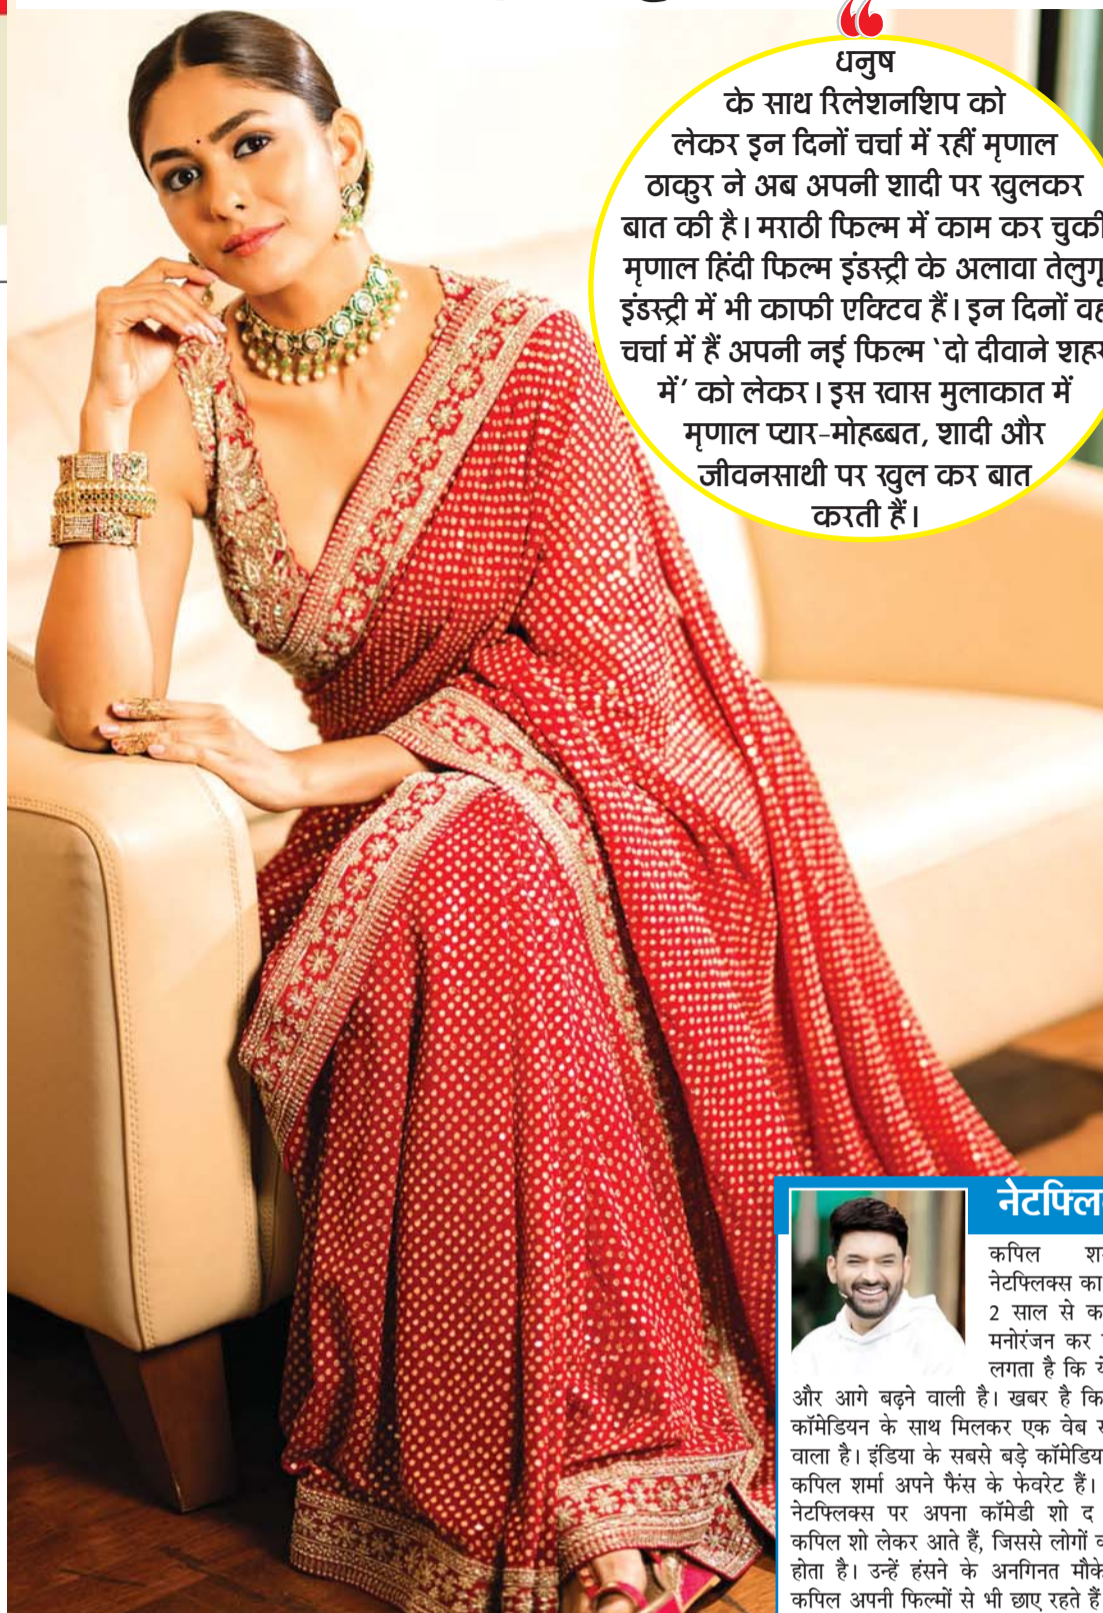 धनुष
के साथ रिलेशनशिप को
लेकर इन दिनों चर्चा में रहीं मृणाल
ठाकुर ने अब अपनी शादी पर खुलकर
बात की है। मराठी फिल्म में काम कर चुकी
मृणाल हिंदी फिल्म इंडस्ट्री के अलावा तेलुगू
इंडस्ट्री में भी काफी एक्टिव हैं। इन दिनों वह
चर्चा में हैं अपनी नई फिल्म ‘दो दीवाने शहर
में’ को लेकर। इस खास मुलाकात में
मृणाल प्यार-मोहब्बत, शादी और
जीवनसाथी पर खुल कर बात
करती हैं।
कपिल
नेटफ्लिक्स का
2 साल से
मनोरंजन कर
लगता है कि
और आगे बढ़ने वाली है। खबर है कि
कॉमेडियन के साथ मिलकर एक वेब
वाला है। इंडिया के सबसे बड़े
कपिल शर्मा अपने फैंस के फेवरेट हैं।
नेटफ्लिक्स पर अपना कॉमेडी शो द
कपिल शो लेकर आते हैं, जिससे लोगों
होता है। उन्हें हंसने के अनगिनत मौके
कपिल अपनी फिल्मों से भी छाए रहते हैं